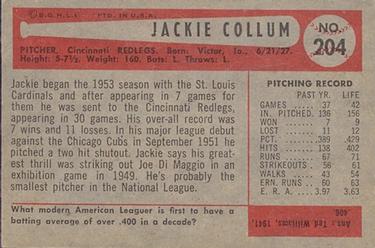 © B.G.H.L.I. PTD. IN U.S.A.
JACKIE COLLUM
NO. 204
PITCHER, Cincinnati REDLEGS. Born: Victor, Ia., 6/21/27.
Height: 5-7½. Weight: 160. Bats: L. Throws: L.
Jackie began the 1953 season with the St. Louis
Cardinals and after appearing in 7 games for
them he was sent to the Cincinnati Redlegs,
appearing in 30 games. His over-all record was
7 wins and 11 losses. In his major league debut
against the Chicago Cubs in September 1951 he
pitched a two hit shutout. Jackie says his great-
est thrill was striking out Joe Di Maggio in an
exhibition game in 1949. He's probably the
smallest pitcher in the National League.
PITCHING RECORD
PAST YR. LIFE
GAMES 37 42
IN. PITCHED 136 156
WON 7 9
LOST 11 12
PCT. .389 .429
HITS 138 151
RUNS 67 71
STRIKEOUTS 56 61
WALKS 43 54
ERN. RUNS 60 63
E. R. A. 3.97 3.63
What modern American Leaguer is first to have a
batting average of over .400 in a decade?
Ans: Ted Williams, 1941,
.406.